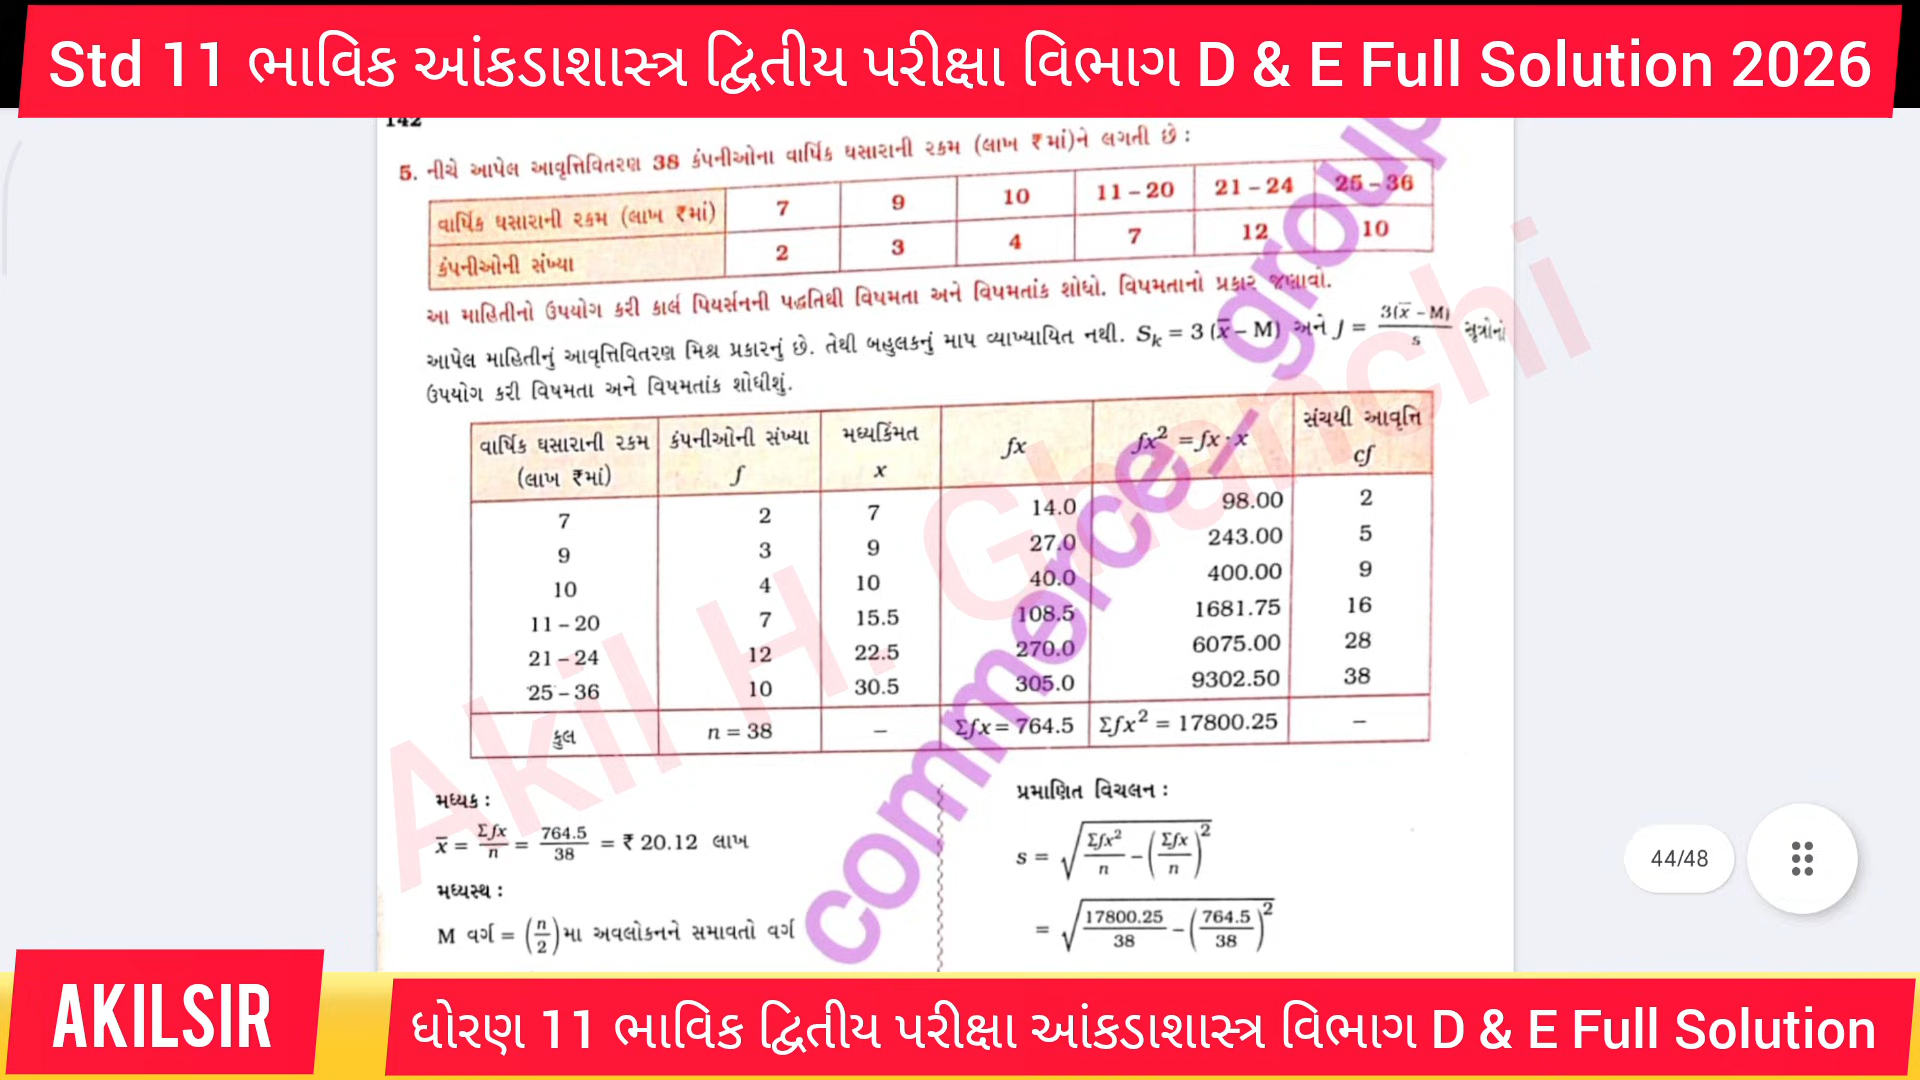 Std 11 ભાવિક આંકડાશાસ્ત્ર દ્વિતીય પરીક્ષા વિભાગ D & E Full Solution 2026
142
5. નીચે આપેલ આવૃત્તિવિતરણ 38 કંપનીઓના વાર્ષિક ઘસારાની રકમ (લાખ ₹માં)ને લગતી છે :
વાર્ષિક ઘસારાની રકમ (લાખ ₹માં) 7 9 10 11 – 20 21 – 24 25 – 36
કંપનીઓની સંખ્યા 2 3 4 7 12 10
આ માહિતીનો ઉપયોગ કરી કાર્લ પિયર્સનની પદ્ધતિથી વિષમતા અને વિષમતાંક શોધો. વિષમતાનો પ્રકાર જણાવો.
આપેલ માહિતીનું આવૃત્તિવિતરણ મિશ્ર પ્રકારનું છે. તેથી બહુલકનું માપ વ્યાખ્યાયિત નથી. Sₖ = 3 (x̄ – M) અને J = 3(x̄ – M) / s સૂત્રોનો
ઉપયોગ કરી વિષમતા અને વિષમતાંક શોધીશું.
વાર્ષિક ઘસારાની રકમ (લાખ ₹માં) કંપનીઓની સંખ્યા f મધ્યકિંમત x fx fx² = fx · x સંચયી આવૃત્તિ cf
7 2 7 14.0 98.00 2
9 3 9 27.0 243.00 5
10 4 10 40.0 400.00 9
11 – 20 7 15.5 108.5 1681.75 16
21 – 24 12 22.5 270.0 6075.00 28
25 – 36 10 30.5 305.0 9302.50 38
કુલ n = 38 – Σfx = 764.5 Σfx² = 17800.25 –
મધ્યક :
x̄ = Σfx / n = 764.5 / 38 = ₹ 20.12 લાખ
મધ્યસ્થ :
M વર્ગ = (n/2)મા અવલોકનને સમાવતો વર્ગ
પ્રમાણિત વિચલન :
s = √(Σfx²/n – (Σfx/n)²)
= √(17800.25/38 – (764.5/38)²)
commerce_group
Akil H. Ghanchi
44/48
AKILSIR
ધોરણ 11 ભાવિક દ્વિતીય પરીક્ષા આંકડાશાસ્ત્ર વિભાગ D & E Full Solution